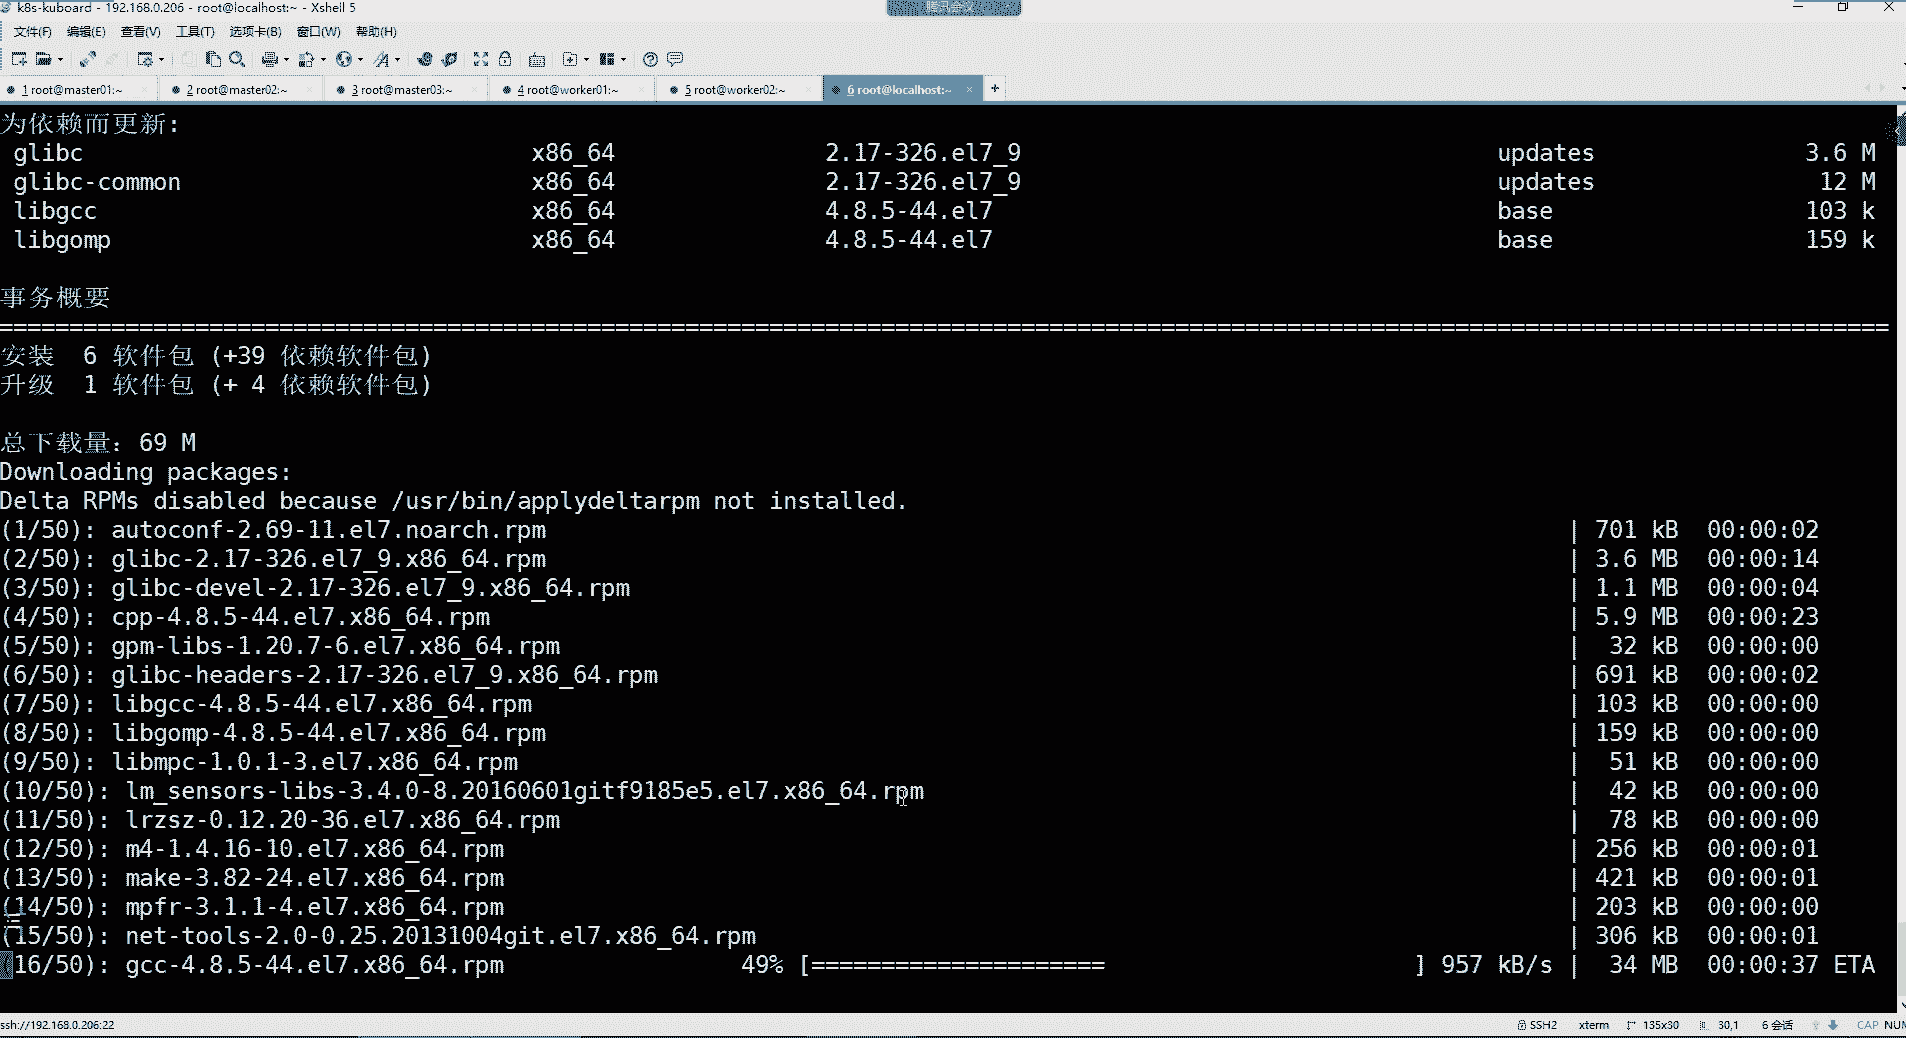 k8s-kuboard - 192.168.0.206 - root@localhost:~ - Xshell 5
腾讯会议
文件(F) 编辑(E) 查看(V) 工具(T) 选项卡(B) 窗口(W) 帮助(H)
1 root@master01:~ 2 root@master02:~ 3 root@master03:~ 4 root@worker01:~ 5 root@worker02:~ 6 root@localhost:~
为依赖而更新:
glibc x86_64 2.17-326.el7_9 updates 3.6 M
glibc-common x86_64 2.17-326.el7_9 updates 12 M
libgcc x86_64 4.8.5-44.el7 base 103 k
libgomp x86_64 4.8.5-44.el7 base 159 k
事务概要
安装 6 软件包 (+39 依赖软件包)
升级 1 软件包 (+ 4 依赖软件包)
总下载量：69 M
Downloading packages:
Delta RPMs disabled because /usr/bin/applydeltarpm not installed.
(1/50): autoconf-2.69-11.el7.noarch.rpm | 701 kB 00:00:02
(2/50): glibc-2.17-326.el7_9.x86_64.rpm | 3.6 MB 00:00:14
(3/50): glibc-devel-2.17-326.el7_9.x86_64.rpm | 1.1 MB 00:00:04
(4/50): cpp-4.8.5-44.el7.x86_64.rpm | 5.9 MB 00:00:23
(5/50): gpm-libs-1.20.7-6.el7.x86_64.rpm | 32 kB 00:00:00
(6/50): glibc-headers-2.17-326.el7_9.x86_64.rpm | 691 kB 00:00:02
(7/50): libgcc-4.8.5-44.el7.x86_64.rpm | 103 kB 00:00:00
(8/50): libgomp-4.8.5-44.el7.x86_64.rpm | 159 kB 00:00:00
(9/50): libmpc-1.0.1-3.el7.x86_64.rpm | 51 kB 00:00:00
(10/50): lm_sensors-libs-3.4.0-8.20160601gitf9185e5.el7.x86_64.rpm | 42 kB 00:00:00
(11/50): lrzsz-0.12.20-36.el7.x86_64.rpm | 78 kB 00:00:00
(12/50): m4-1.4.16-10.el7.x86_64.rpm | 256 kB 00:00:01
(13/50): make-3.82-24.el7.x86_64.rpm | 421 kB 00:00:01
(14/50): mpfr-3.1.1-4.el7.x86_64.rpm | 203 kB 00:00:00
(15/50): net-tools-2.0-0.25.20131004git.el7.x86_64.rpm | 306 kB 00:00:01
(16/50): gcc-4.8.5-44.el7.x86_64.rpm 49% [===================== ] 957 kB/s | 34 MB 00:00:37 ETA
ssh://192.168.0.206:22 SSH2 xterm 135x30 30,1 6 会话 CAP NUM